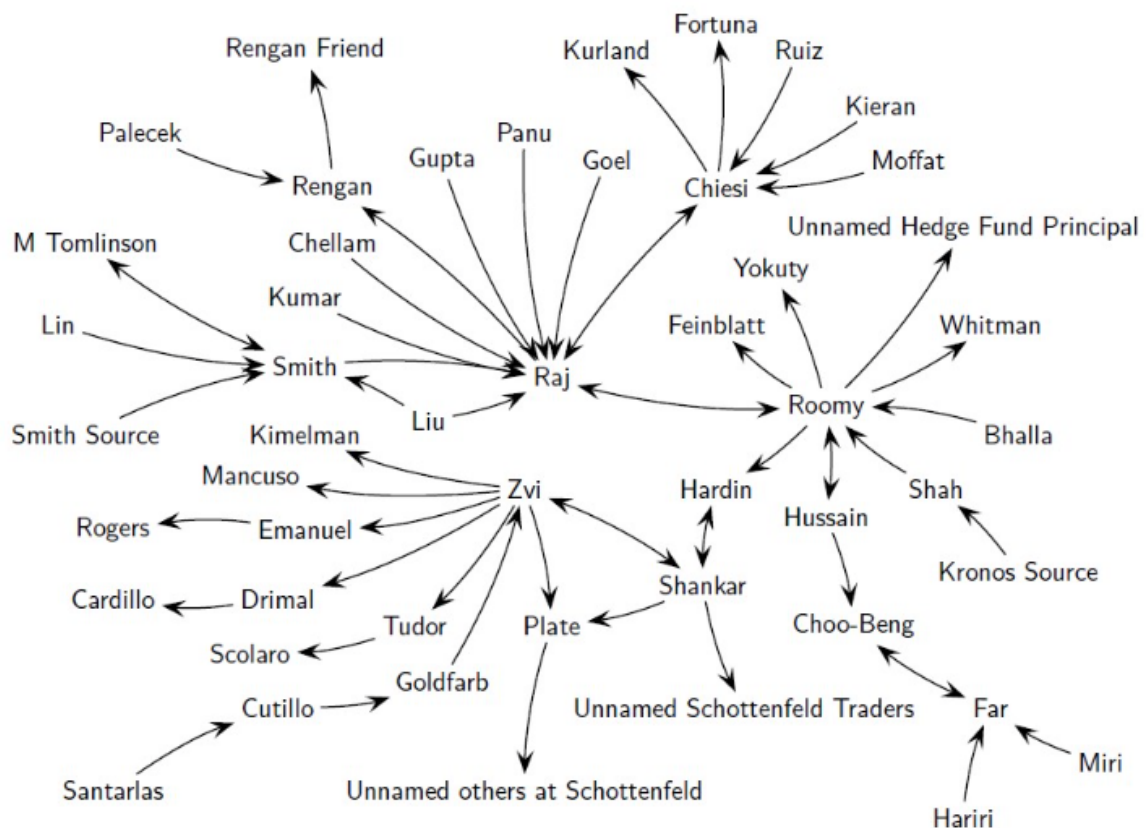 Fortuna
Rengan Friend
Kurland
Ruiz
Kieran
Palecek
Panu
Gupta
Goel
Moffat
Rengan
Chiesi
Unnamed Hedge Fund Principal
M Tomlinson
Chellam
Yokuty
Kumar
Lin
Feinblatt
Whitman
Smith
Raj
Roomy
Liu
Smith Source
Kimelman
Bhalla
Mancuso
Zvi
Hardin
Shah
Rogers
Emanuel
Hussain
Kronos Source
Shankar
Cardillo
Drimal
Tudor
Plate
Choo-Beng
Scolaro
Goldfarb
Cutillo
Unnamed Schottenfeld Traders
Far
Miri
Santarlas
Unnamed others at Schottenfeld
Hariri